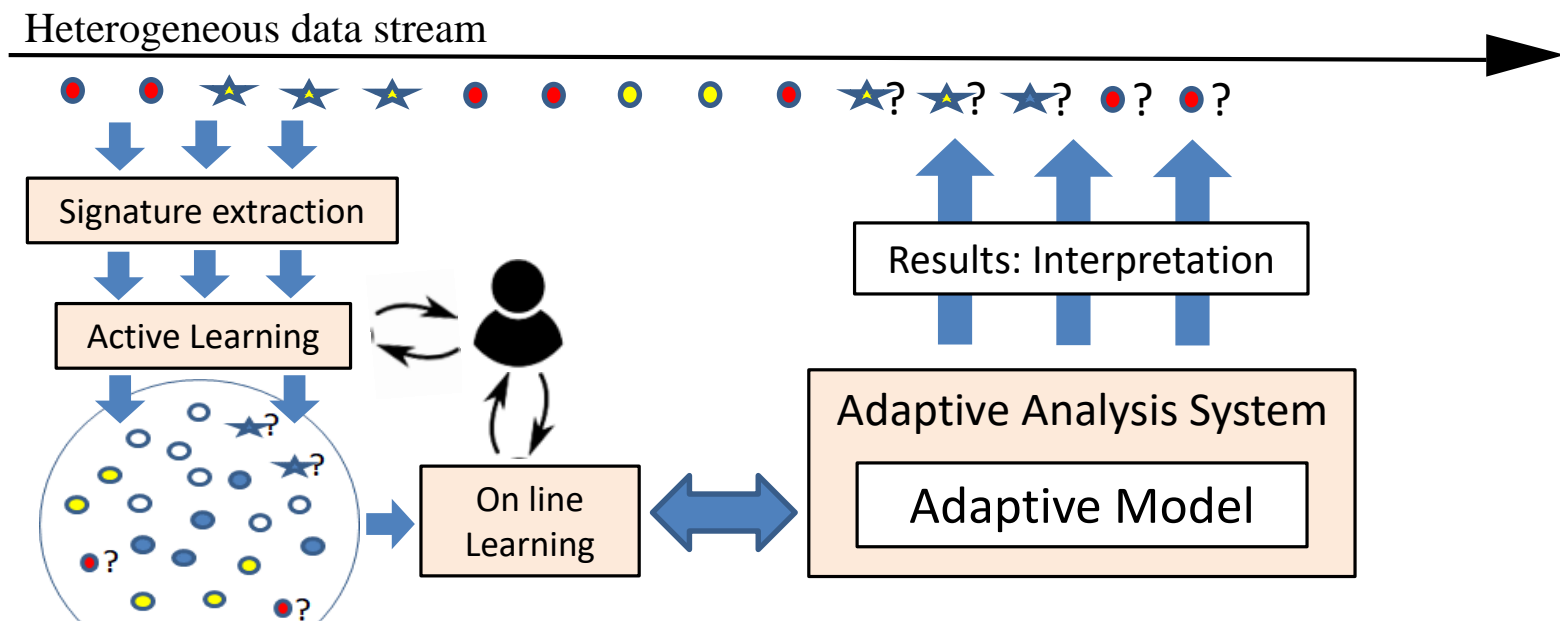 Heterogeneous data stream
? ? ? ? ?
Signature extraction
Results: Interpretation
Active Learning
?
?
Adaptive Analysis System
On line
Learning
Adaptive Model
?
?